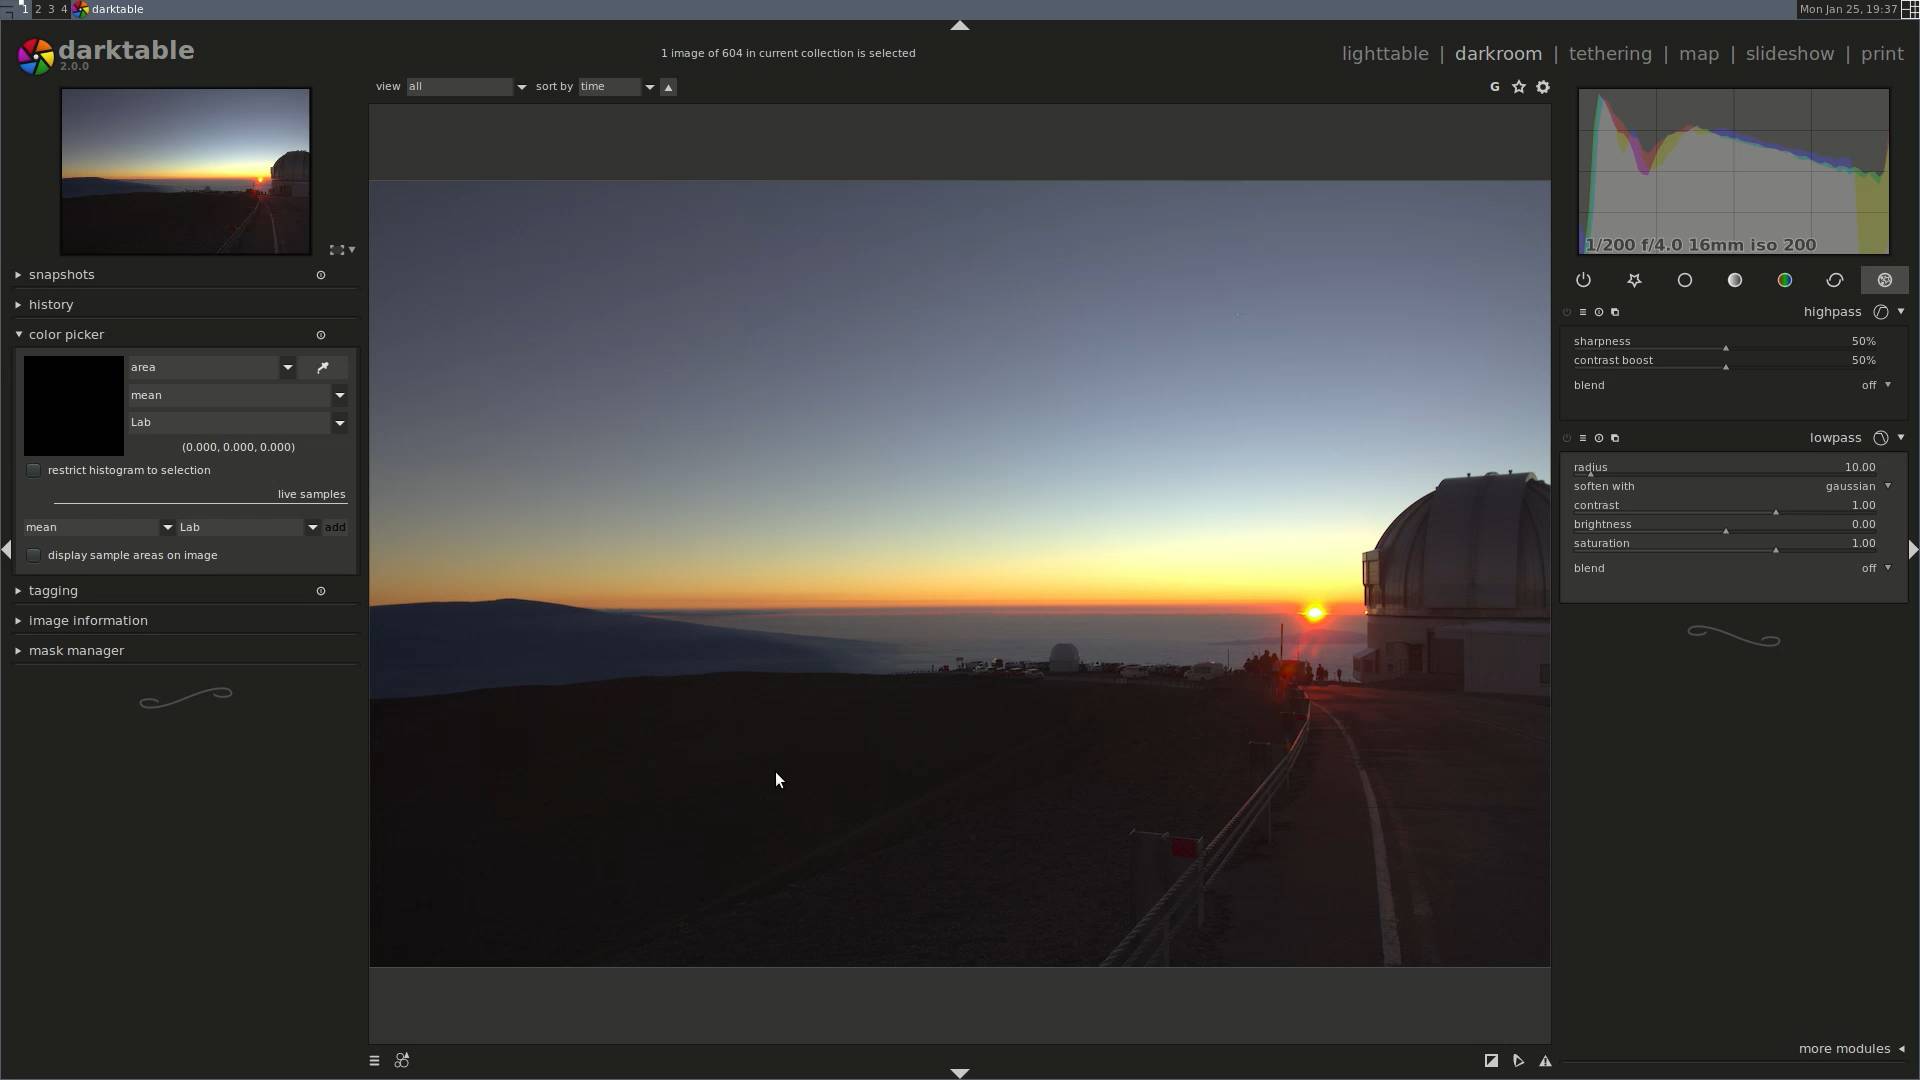 1 2 3 4 darktable
Mon Jan 25, 19:37
darktable
2.0.0
1 image of 604 in current collection is selected
lighttable | darkroom | tethering | map | slideshow | print
view all sort by time
G
1/200 f/4.0 16mm iso 200
snapshots
history
color picker
area
mean
Lab
(0.000, 0.000, 0.000)
restrict histogram to selection
live samples
mean Lab add
display sample areas on image
tagging
image information
mask manager
highpass
sharpness 50%
contrast boost 50%
blend off
lowpass
radius 10.00
soften with gaussian
contrast 1.00
brightness 0.00
saturation 1.00
blend off
more modules